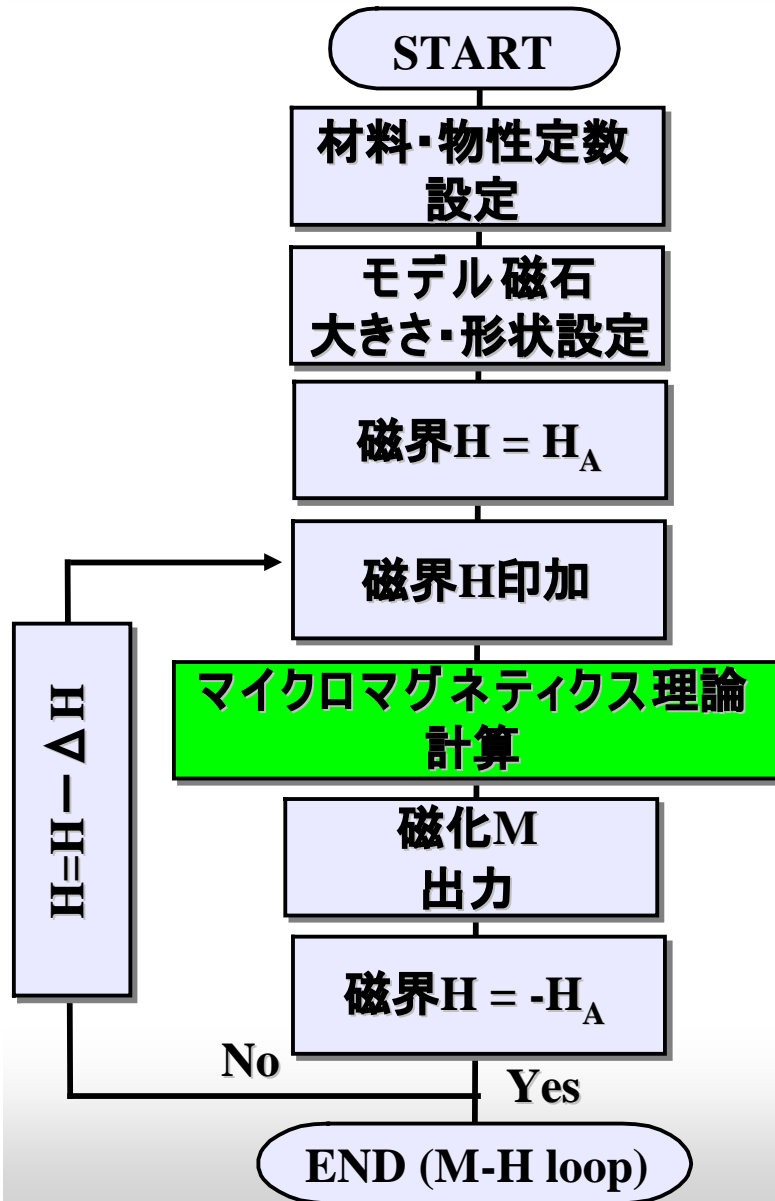 START
材料・物性定数
設定
モデル磁石
大きさ・形状設定
磁界H = HA
磁界H印加
マイクロマグネティクス理論
計算
磁化M
出力
磁界H = -HA
H=H－ΔH
No
Yes
END (M-H loop)